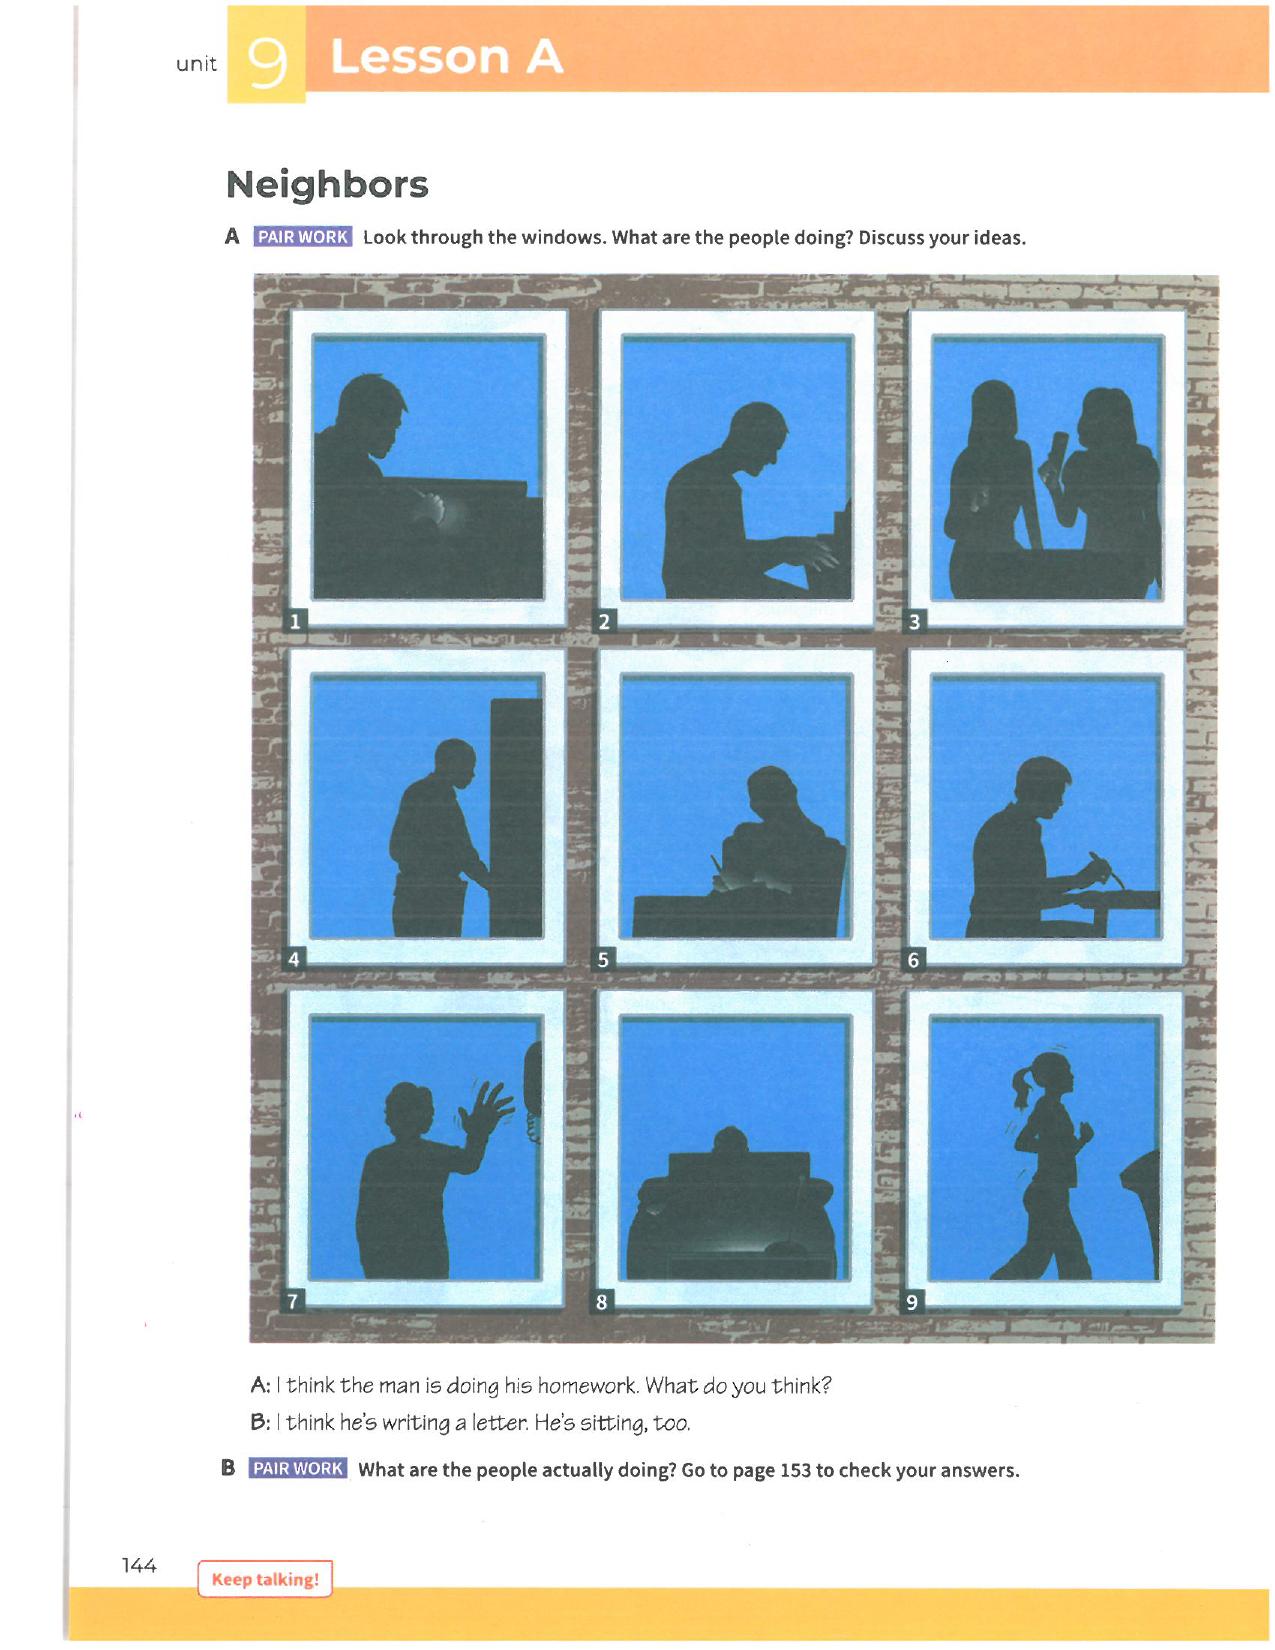 unit 9 Lesson A
Neighbors
A PAIR WORK Look through the windows. What are the people doing? Discuss your ideas.
1
2
3
4
5
6
7
8
9
A: I think the man is doing his homework. What do you think?
B: I think he's writing a letter. He's sitting, too.
B PAIR WORK What are the people actually doing? Go to page 153 to check your answers.
144
Keep talking!